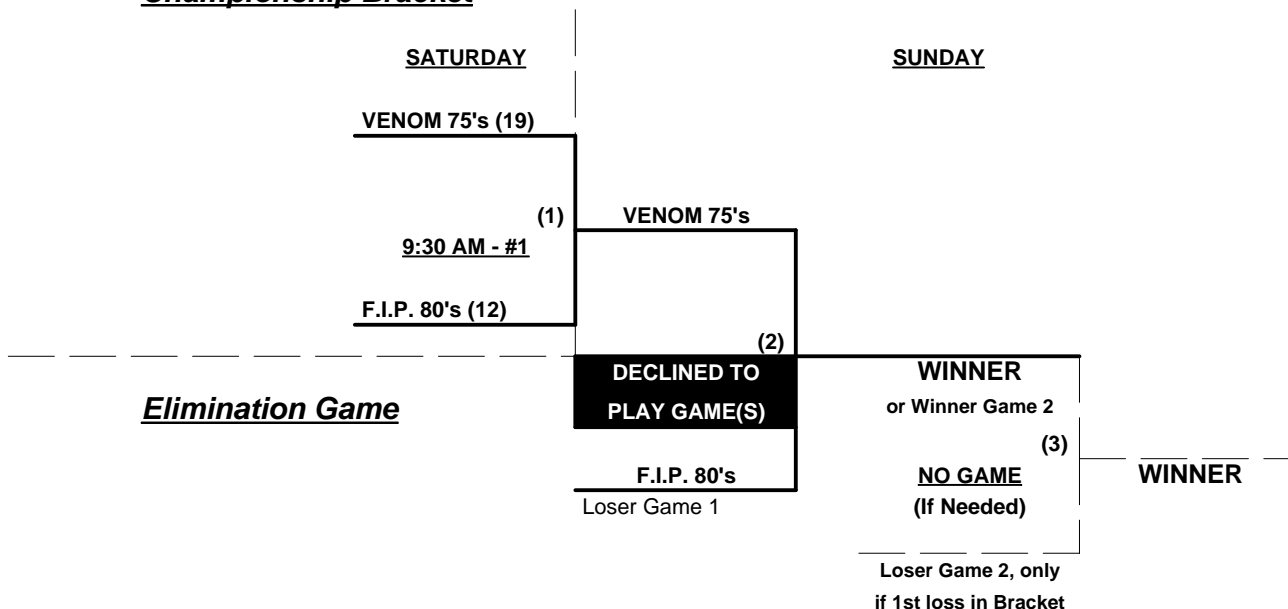 Championship Bracket
SATURDAY
SUNDAY
VENOM 75's (19)
(1)
VENOM 75's
9:30 AM - #1
F.I.P. 80's (12)
(2)
DECLINED TO
WINNER
Elimination Game
PLAY GAME(S)
or Winner Game 2
(3)
F.I.P. 80's
NO GAME
WINNER
Loser Game 1
(If Needed)
Loser Game 2, only
if 1st loss in Bracket